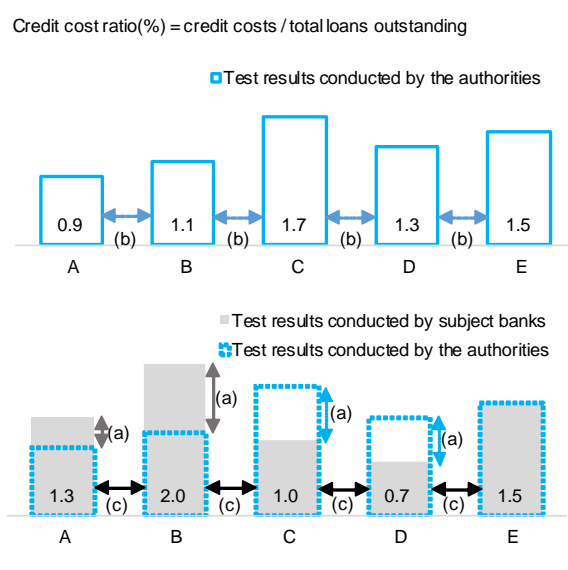 Credit cost ratio(%) = credit costs / total loans outstanding
Test results conducted by the authorities
0.9 1.1 1.7 1.3 1.5
(b) (b) (b) (b)
A B C D E
Test results conducted by subject banks
Test results conducted by the authorities
(a) (a) (a) (a)
1.3 2.0 1.0 0.7 1.5
(c) (c) (c) (c)
A B C D E